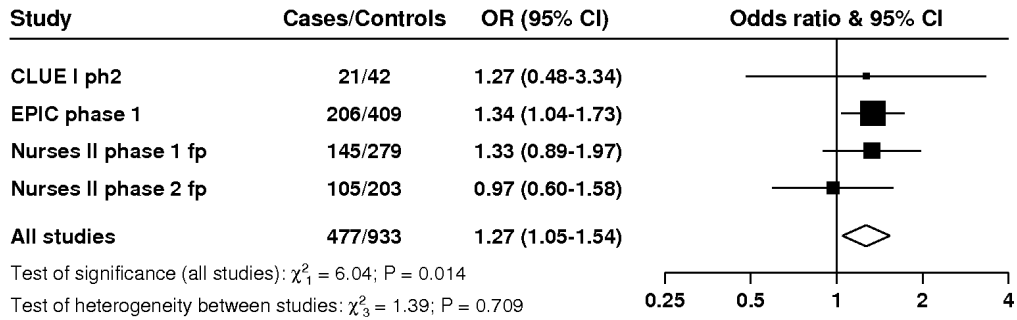 Study Cases/Controls OR (95% CI) Odds ratio & 95% CI
CLUE I ph2 21/42 1.27 (0.48-3.34)
EPIC phase 1 206/409 1.34 (1.04-1.73)
Nurses II phase 1 fp 145/279 1.33 (0.89-1.97)
Nurses II phase 2 fp 105/203 0.97 (0.60-1.58)
All studies 477/933 1.27 (1.05-1.54)
Test of significance (all studies): χ²₁ = 6.04; P = 0.014
Test of heterogeneity between studies: χ²₃ = 1.39; P = 0.709
0.25 0.5 1 2 4